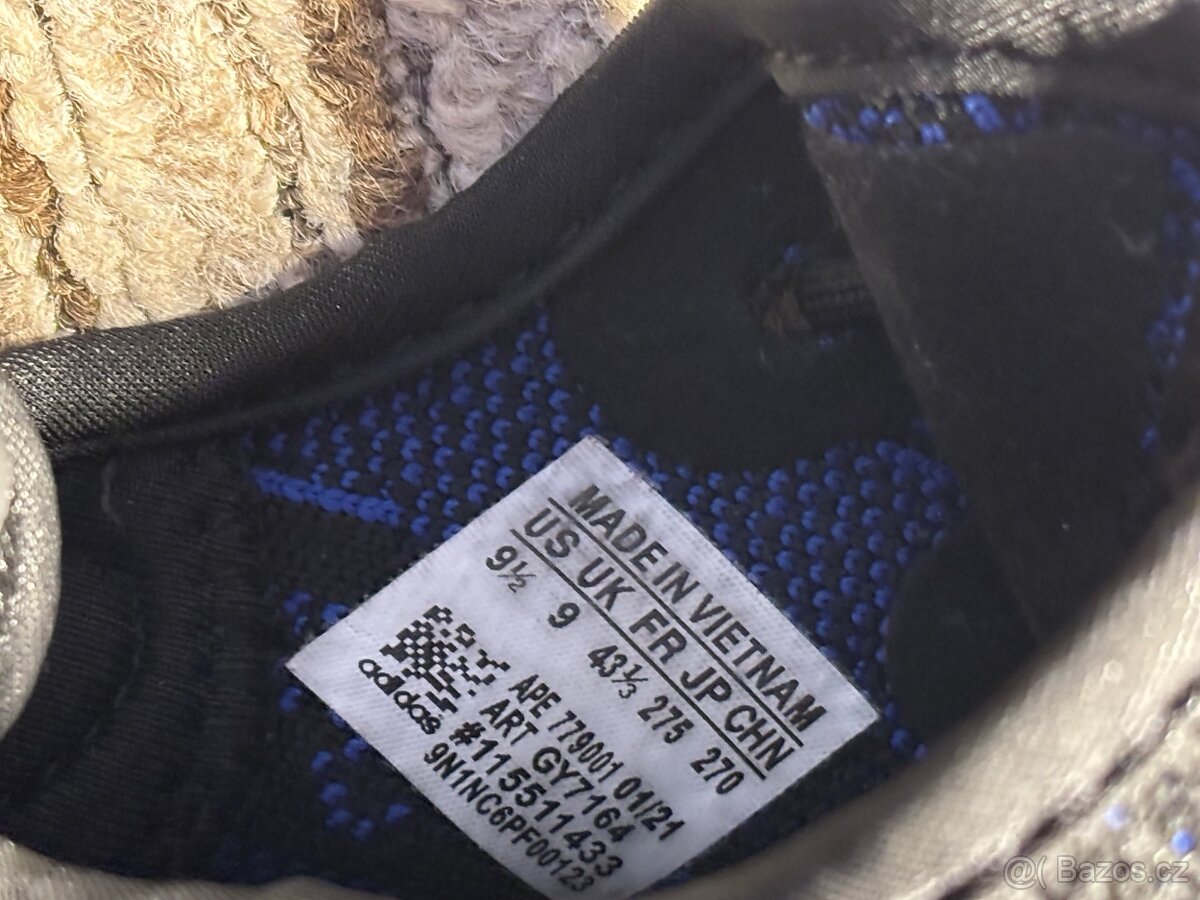 MADE IN VIETNAM
US UK FR JP CHN
9½ 9 43⅓ 275 270
APE 779001 01/21
ART GY7164
#115511433
9N1NC6PF00123
adidas
@( Bazos.cz